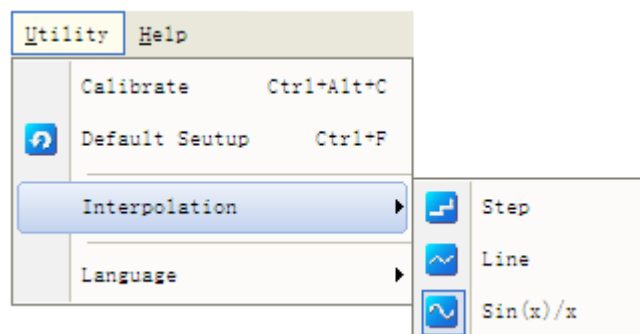 Utility Help
Calibrate Ctrl+Alt+C
Default Seutup Ctrl+F
Interpolation
Step
Line
Language
Sin(x)/x